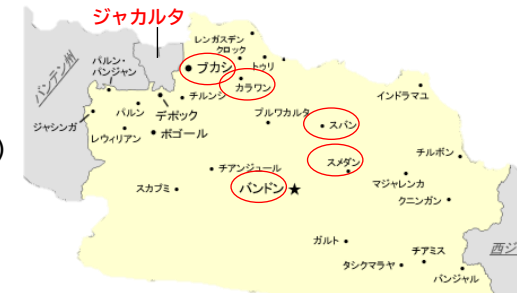 ジャカルタ
レンガスデン
クロック
トゥリ
バンテン州
パルン・
パンジャン
ブカシ
カラワン
チルンシ
インドラマユ
パルン
デポック
プルワカルタ
スバン
ジャシンガ
レウィリアン
ボゴール
)
スメダン
チルボン
チアンジュール
スカブミ
バンドン
マジャレンカ
クニンガン
ガルト
チアミス
タシクマラヤ
バンジャル
西ジ